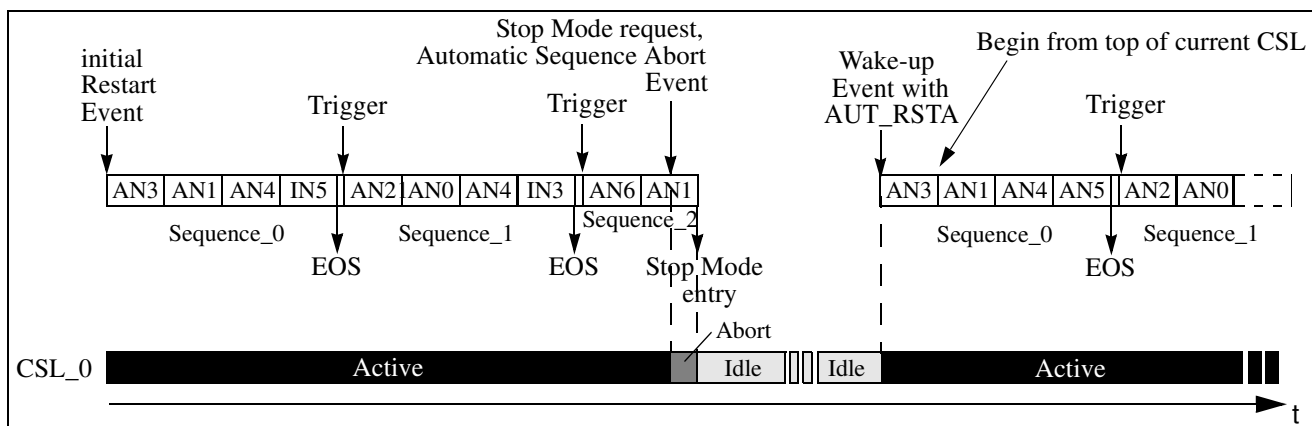 Stop Mode request,
Automatic Sequence Abort
Event
initial
Restart
Event
Trigger
Trigger
Wake-up
Event with
AUT_RSTA
Begin from top of current CSL
Trigger
AN3 AN1 AN4 IN5 AN21 AN0 AN4 IN3 AN6 AN1
AN3 AN1 AN4 AN5 AN2 AN0
Sequence_0
Sequence_1
Sequence_2
Sequence_0
Sequence_1
EOS
EOS
Stop Mode
entry
EOS
Abort
CSL_0
Active
Idle
Idle
Active
t